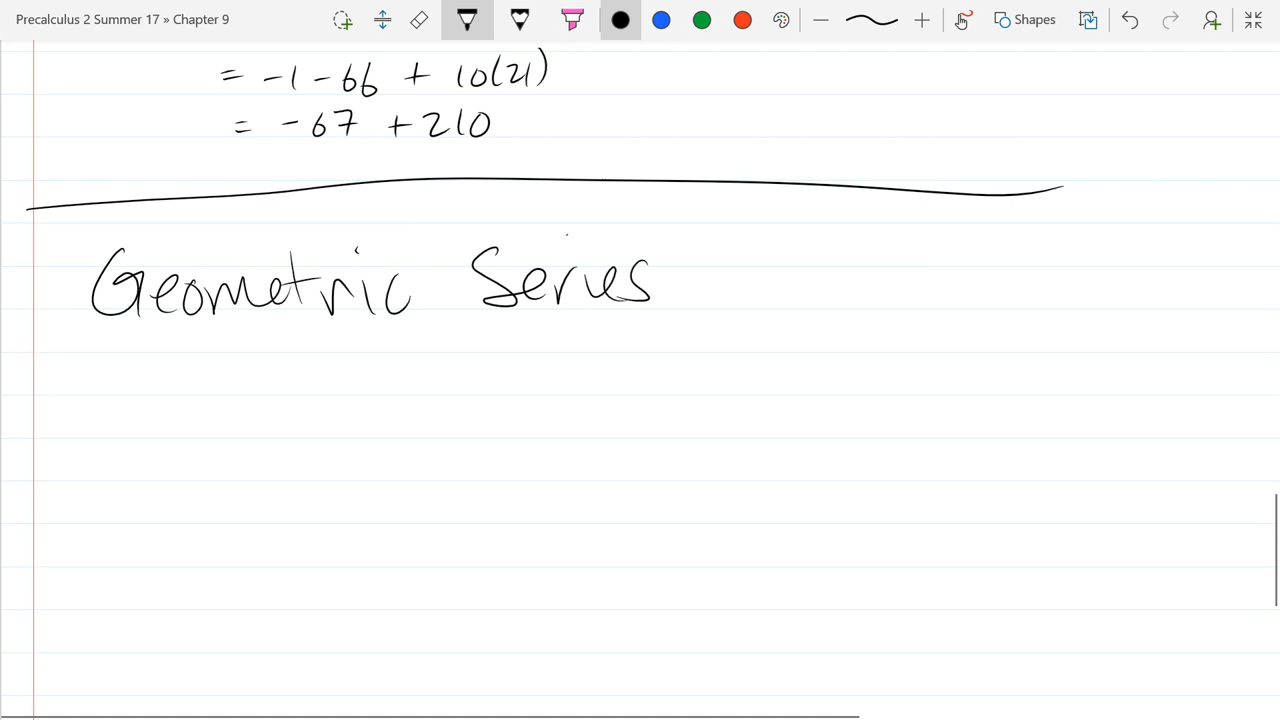 Precalculus 2 Summer 17 » Chapter 9
Shapes
= -1 - 66 + 10(21)
= -67 + 210
Geometric Series